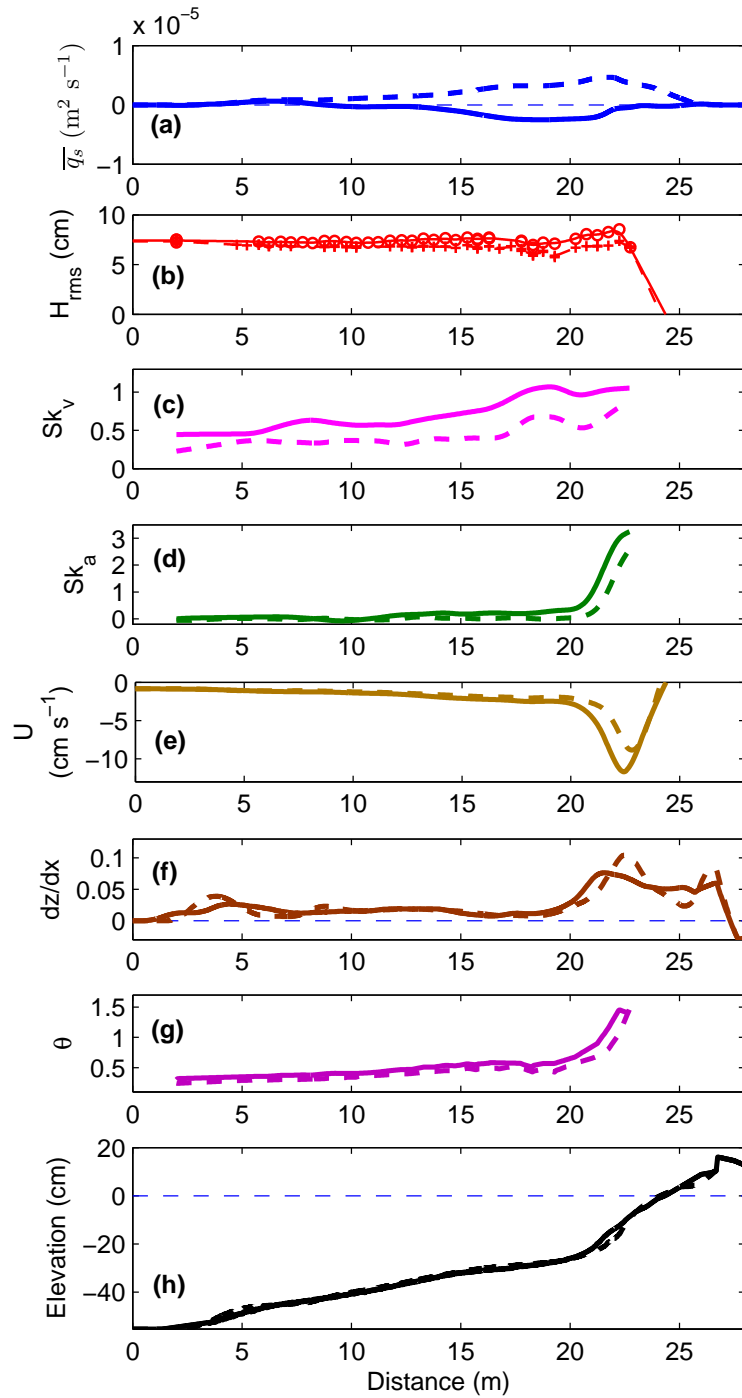 x 10⁻⁵
1
0
−1
q̅ₛ (m² s⁻¹)
(a)
0 5 10 15 20 25
10
5
0
H_rms (cm)
(b)
0 5 10 15 20 25
1
0.5
0
Sk_v
(c)
0 5 10 15 20 25
3
2
1
0
Sk_a
(d)
0 5 10 15 20 25
0
−5
−10
U
(cm s⁻¹)
(e)
0 5 10 15 20 25
0.1
0.05
0
dz/dx
(f)
0 5 10 15 20 25
1.5
1
0.5
θ
(g)
0 5 10 15 20 25
20
0
−20
−40
Elevation (cm)
(h)
0 5 10 15 20 25
Distance (m)